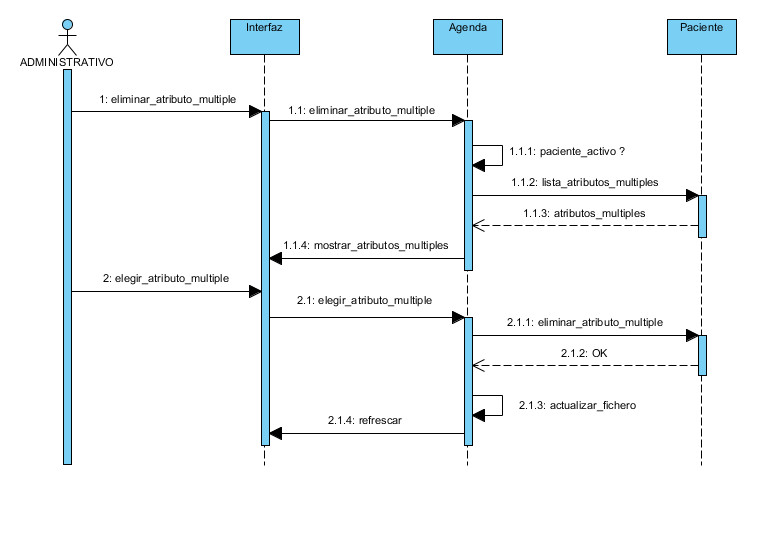 Interfaz
Agenda
Paciente
ADMINISTRATIVO
1: eliminar_atributo_multiple
1.1: eliminar_atributo_multiple
1.1.1: paciente_activo ?
1.1.2: lista_atributos_multiples
1.1.3: atributos_multiples
1.1.4: mostrar_atributos_multiples
2: elegir_atributo_multiple
2.1: elegir_atributo_multiple
2.1.1: eliminar_atributo_multiple
2.1.2: OK
2.1.3: actualizar_fichero
2.1.4: refrescar